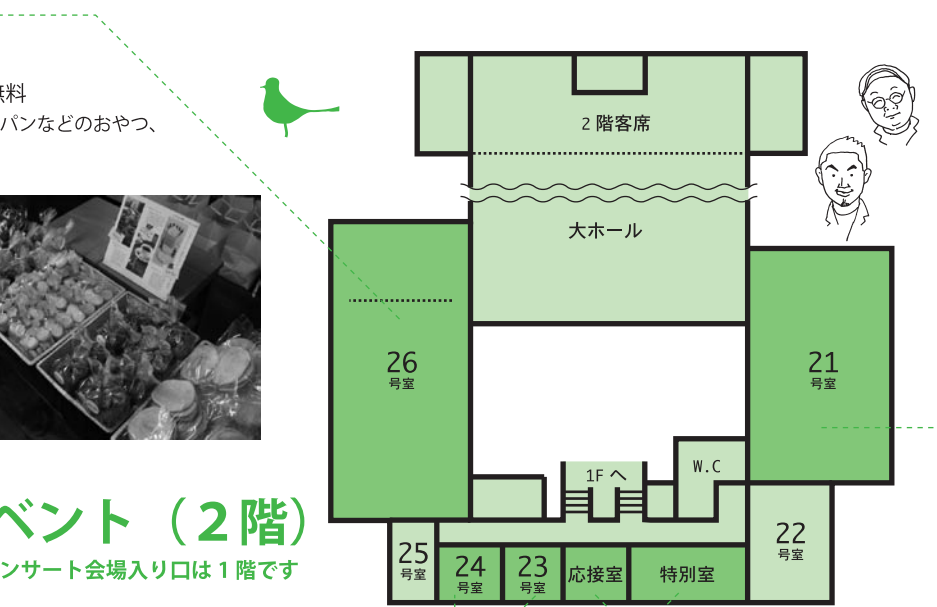 無料
パンなどのおやつ、
2 階客席
大ホール
26
号室
21
号室
1F へ
W.C
ベント（２階）
ンサート会場入り口は 1 階です
25
号室
24
号室
23
号室
応接室
特別室
22
号室